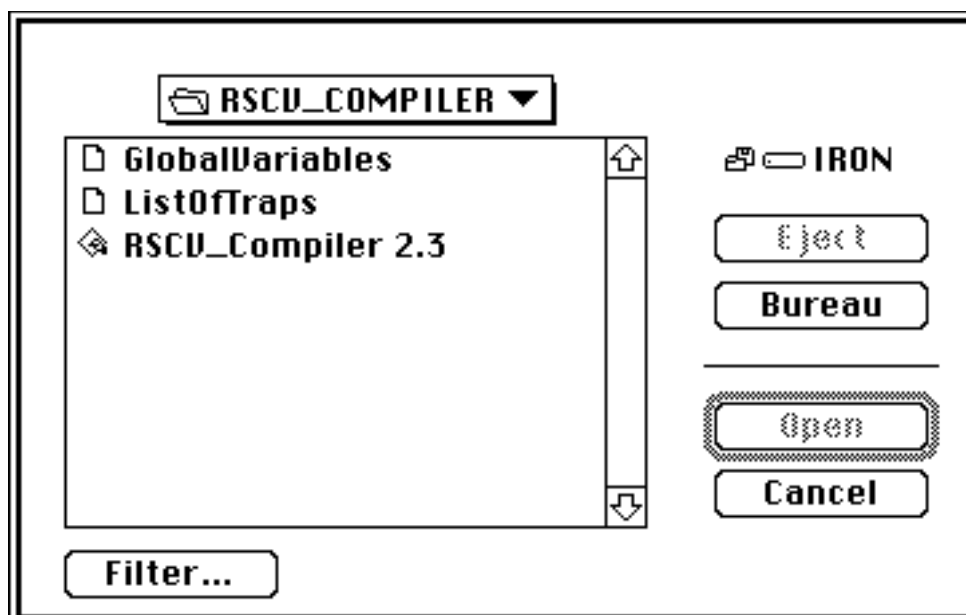 RSCV_COMPILER
GlobalVariables
ListOfTraps
RSCV_Compiler 2.3
IRON
Eject
Bureau
Open
Cancel
Filter...